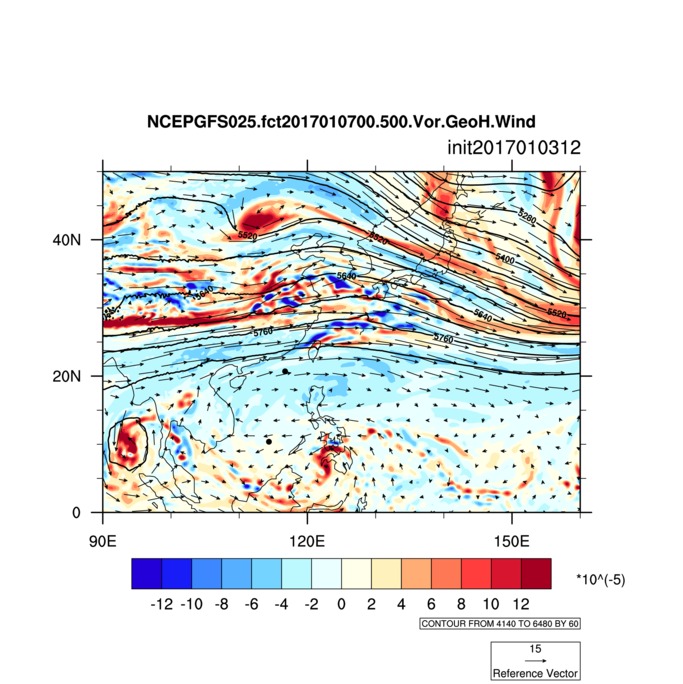 NCEPGFS025.fct2017010700.500.Vor.GeoH.Wind
init2017010312
5280
40N
5520
5520
5400
5640
5640
5640
5520
5760
5760
20N
0
90E 120E 150E
-12 -10 -8 -6 -4 -2 0 2 4 6 8 10 12
*10^(-5)
CONTOUR FROM 4140 TO 6480 BY 60
15
Reference Vector